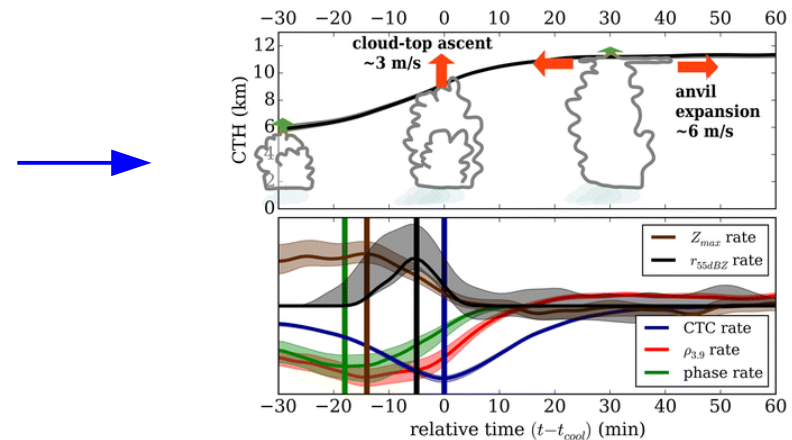 −30 −20 −10 0 10 20 30 40 50 60
12
10
8
6
4
2
0
CTH (km)
cloud-top ascent
~3 m/s
anvil
expansion
~6 m/s
Z_max rate
r_55dBZ rate
CTC rate
ρ_3.9 rate
phase rate
−30 −20 −10 0 10 20 30 40 50 60
relative time (t−t_cool) (min)